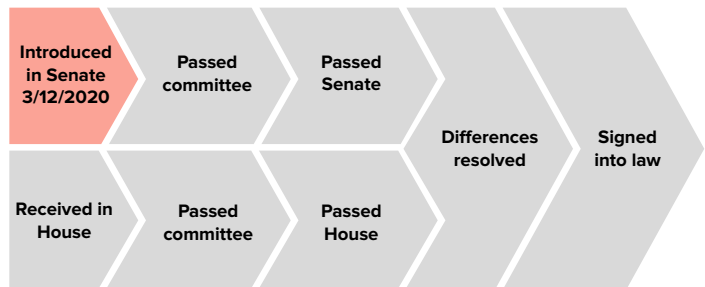 Introduced
in Senate
3/12/2020
Passed
committee
Passed
Senate
Differences
resolved
Signed
into law
Received in
House
Passed
committee
Passed
House